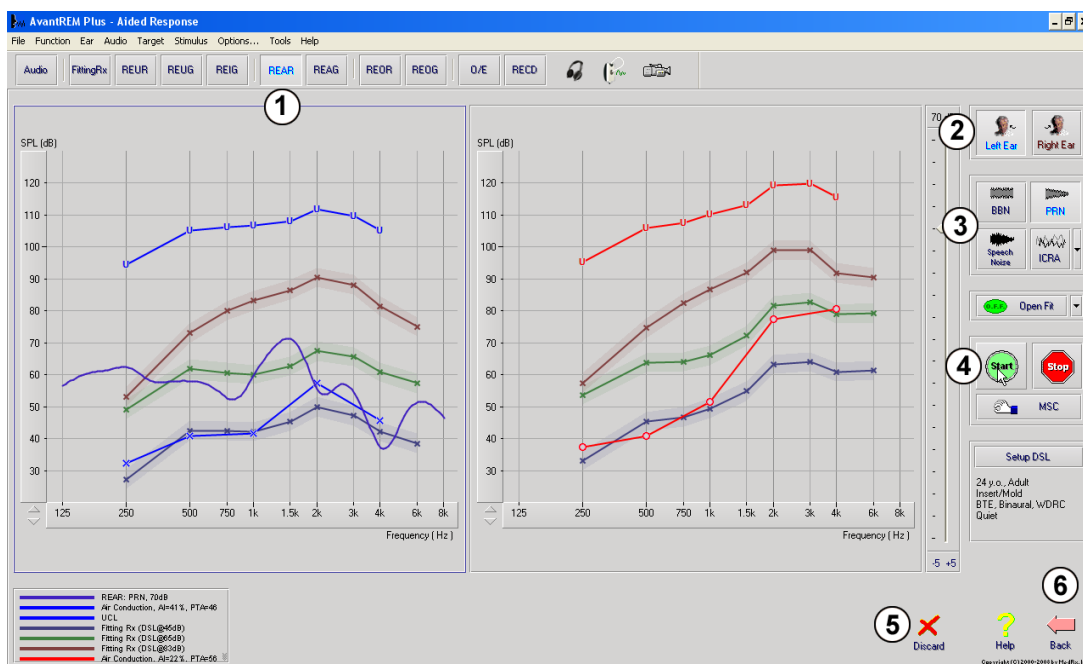 AvantREM Plus - Aided Response
File Function Ear Audio Target Stimulus Options... Tools Help
Audio FittingRx REUR REUG REIG REAR REAG REOR REOG O/E RECD
1
SPL (dB)
120
110
100
90
80
70
60
50
40
30
125 250 500 750 1k 1.5k 2k 3k 4k 6k 8k
Frequency ( Hz )
SPL (dB)
120
110
100
90
80
70
60
50
40
30
125 250 500 750 1k 1.5k 2k 3k 4k 6k 8k
Frequency ( Hz )
-5 +5
2
Left Ear Right Ear
3
BBN PRN
Speech Noise ICRA
Open Fit
4
Start Stop
MSC
Setup DSL
24 y.o., Adult
Insert/Mold
BTE, Binaural, WDRC
Quiet
REAR: PRN, 70dB
Air Conduction, AI=41%, PTA=46
UCL
Fitting Rx (DSL@45dB)
Fitting Rx (DSL@65dB)
Fitting Rx (DSL@83dB)
Air Conduction, AI=22%, PTA=56
5
Discard
Help
6
Back